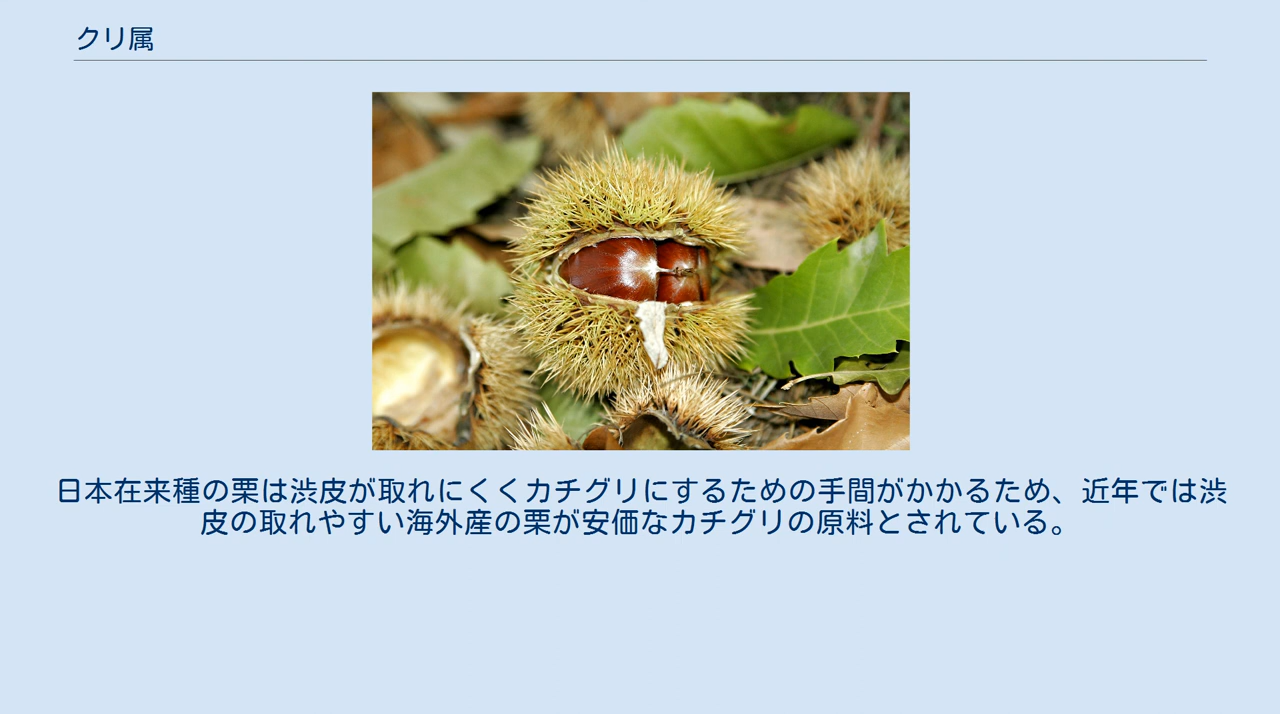 クリ属
日本在来種の栗は渋皮が取れにくくカチグリにするための手間がかかるため、近年では渋
皮の取れやすい海外産の栗が安価なカチグリの原料とされている。